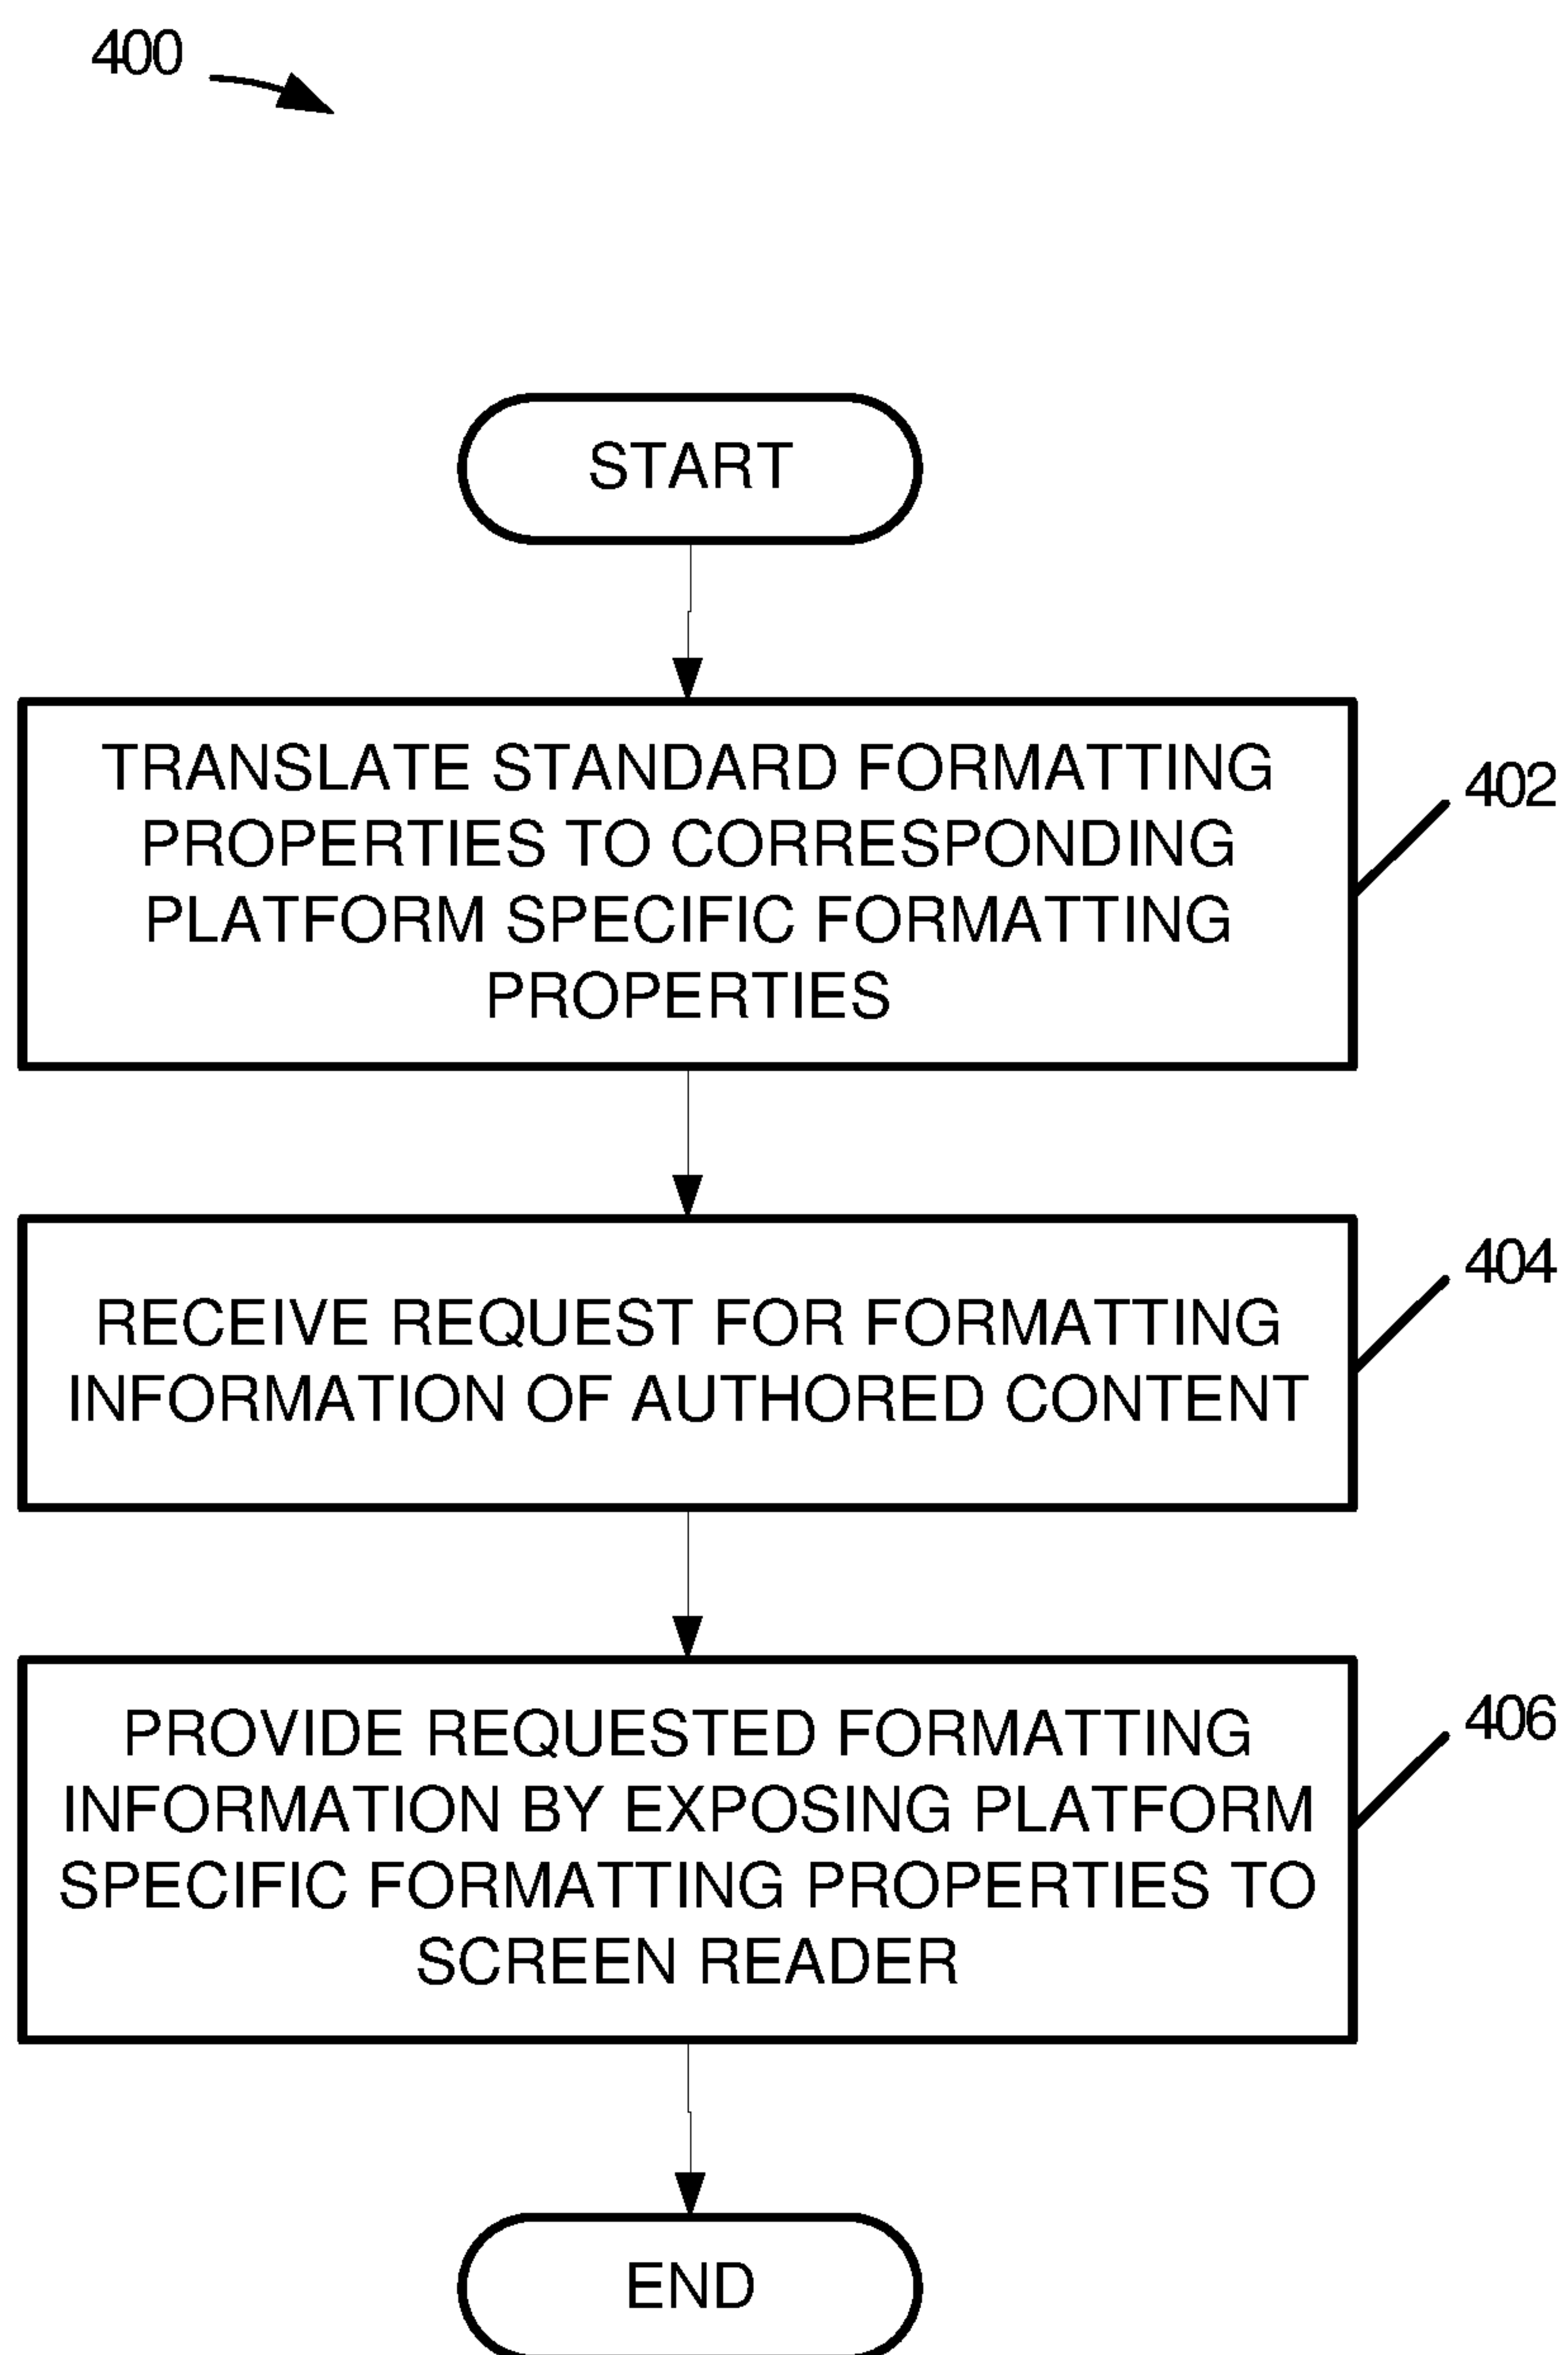 400
START
TRANSLATE STANDARD FORMATTING
PROPERTIES TO CORRESPONDING
PLATFORM SPECIFIC FORMATTING
PROPERTIES
402
RECEIVE REQUEST FOR FORMATTING
INFORMATION OF AUTHORED CONTENT
404
PROVIDE REQUESTED FORMATTING
INFORMATION BY EXPOSING PLATFORM
SPECIFIC FORMATTING PROPERTIES TO
SCREEN READER
406
END